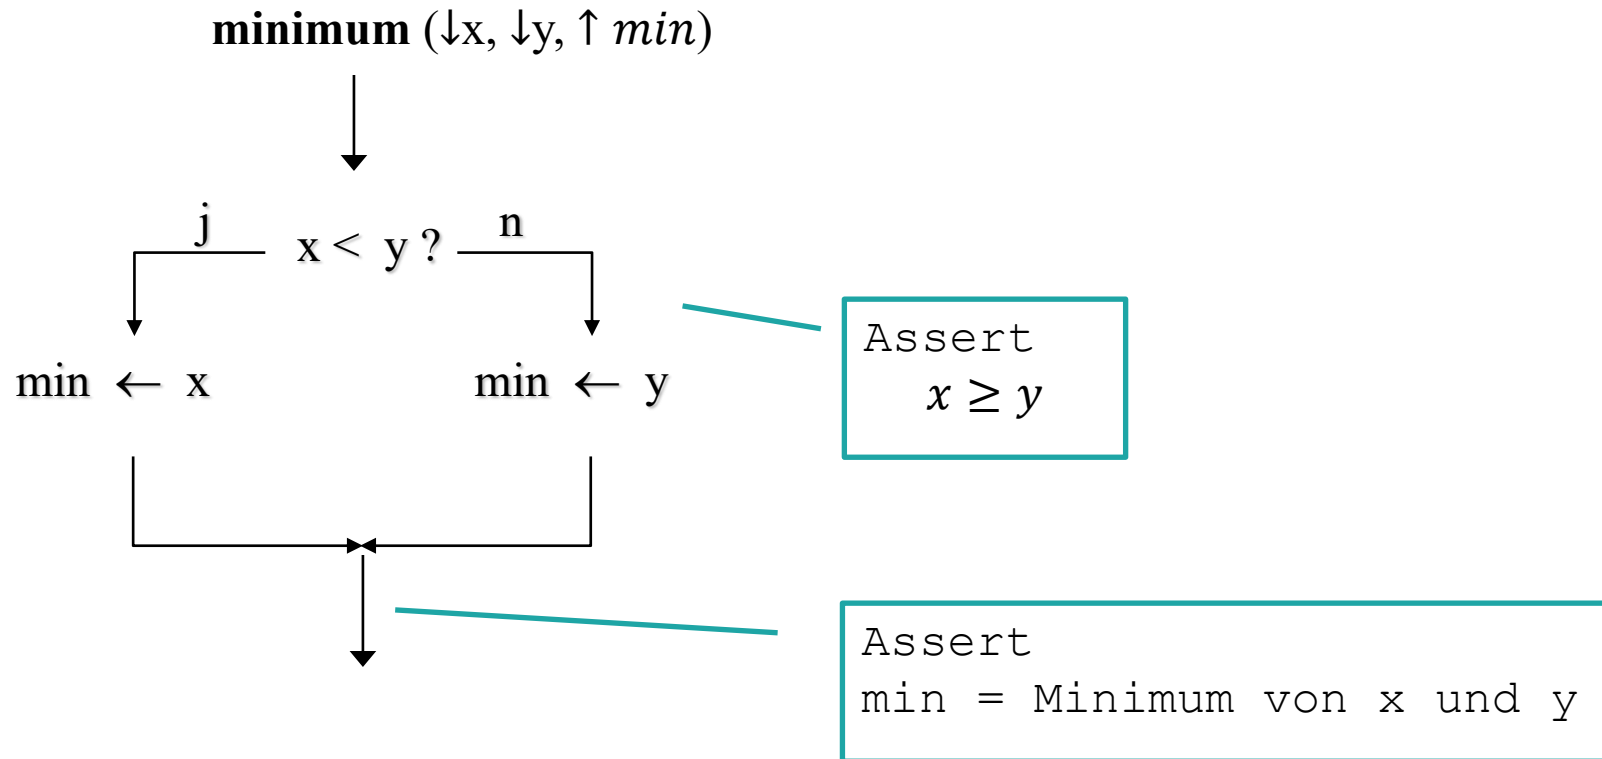 minimum (↓x, ↓y, ↑ min)
j x < y ? n
min ← x
min ← y
Assert
x ≥ y
Assert
min = Minimum von x und y